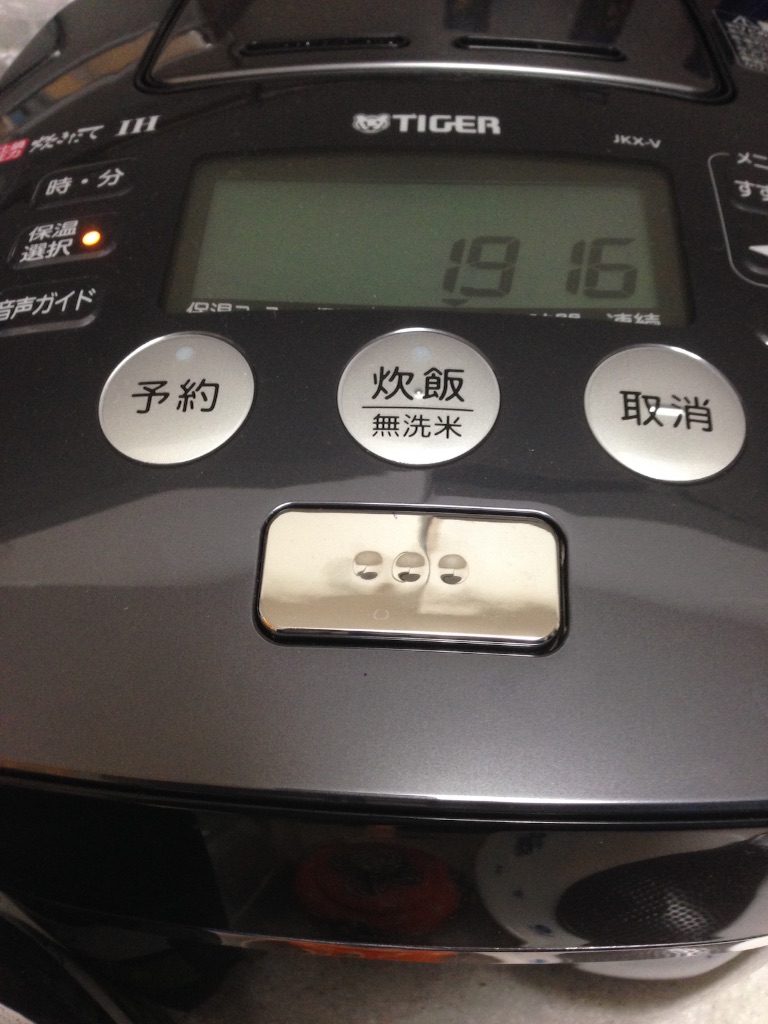 炊きたて IH
TIGER
JKX-V
時・分
保温
選択
音声ガイド
19 16
予約
炊飯
無洗米
取消